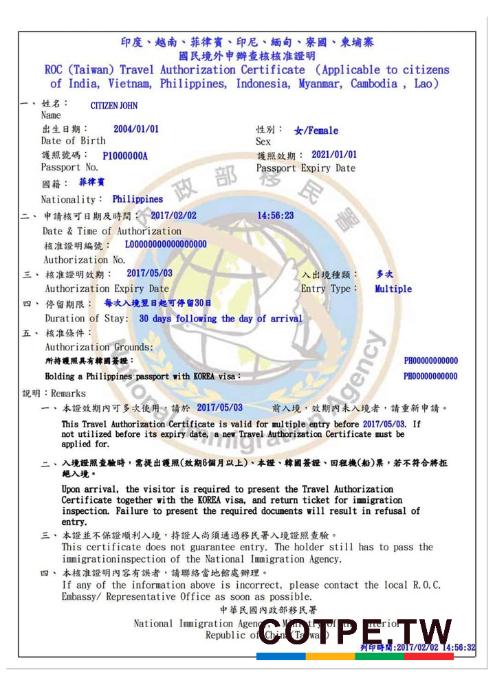 印度、越南、菲律賓、印尼、緬甸、寮國、柬埔寨
國民境外申辦查核核准證明
ROC (Taiwan) Travel Authorization Certificate (Applicable to citizens
of India, Vietnam, Philippines, Indonesia, Myanmar, Cambodia , Lao)
一、姓名： CITIZEN JOHN
Name
出生日期： 2004/01/01 性別： 女/Female
Date of Birth Sex
護照號碼： P1000000A 護照效期： 2021/01/01
Passport No. Passport Expiry Date
國籍： 菲律賓
Nationality： Philippines
二、申請核可日期及時間： 2017/02/02 14:56:23
Date & Time of Authorization
核准證明編號： L00000000000000000
Authorization No.
三、核准證明效期： 2017/05/03 入出境種類： 多次
Authorization Expiry Date Entry Type： Multiple
四、停留期限： 每次入境翌日起可停留30日
Duration of Stay： 30 days following the day of arrival
五、核准條件：
Authorization Grounds:
所持護照具有韓國簽證： PH00000000000
Holding a Philippines passport with KOREA visa： PH00000000000
說明：Remarks
一、本證效期內可多次使用，請於 2017/05/03 前入境，效期內未入境者，請重新申請。
This Travel Authorization Certificate is valid for multiple entry before 2017/05/03. If
not utilized before its expiry date, a new Travel Authorization Certificate must be
applied for.
二、入境證照查驗時，需提出護照(效期6個月以上)、本證、韓國簽證、回程機(船)票，若不符合將拒
絕入境。
Upon arrival, the visitor is required to present the Travel Authorization
Certificate together with the KOREA visa, and return ticket for immigration
inspection. Failure to present the required documents will result in refusal of
entry.
三、本證並不保證順利入境，持證人尚須通過移民署入境證照查驗。
This certificate does not guarantee entry. The holder still has to pass the
immigrationinspection of the National Immigration Agency.
四、本核准證明內容有誤者，請聯絡當地館處辦理。
If any of the information above is incorrect, please contact the local R.O.C.
Embassy/ Representative Office as soon as possible.
中華民國內政部移民署
National Immigration Agency, Ministry of the Interior
Republic of China (Taiwan)
COTPE.TW
列印時間:2017/02/02 14:56:32
內政部移民署
National Immigration Agency